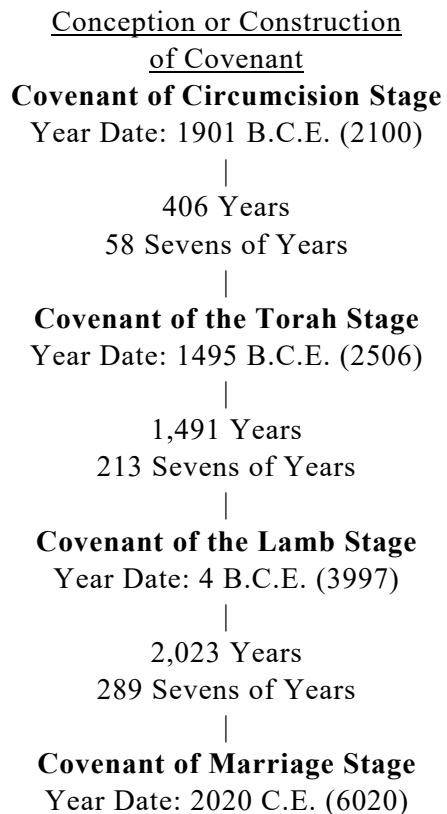 Conception or Construction
of Covenant
Covenant of Circumcision Stage
Year Date: 1901 B.C.E. (2100)
|
406 Years
58 Sevens of Years
|
Covenant of the Torah Stage
Year Date: 1495 B.C.E. (2506)
|
1,491 Years
213 Sevens of Years
|
Covenant of the Lamb Stage
Year Date: 4 B.C.E. (3997)
|
2,023 Years
289 Sevens of Years
|
Covenant of Marriage Stage
Year Date: 2020 C.E. (6020)